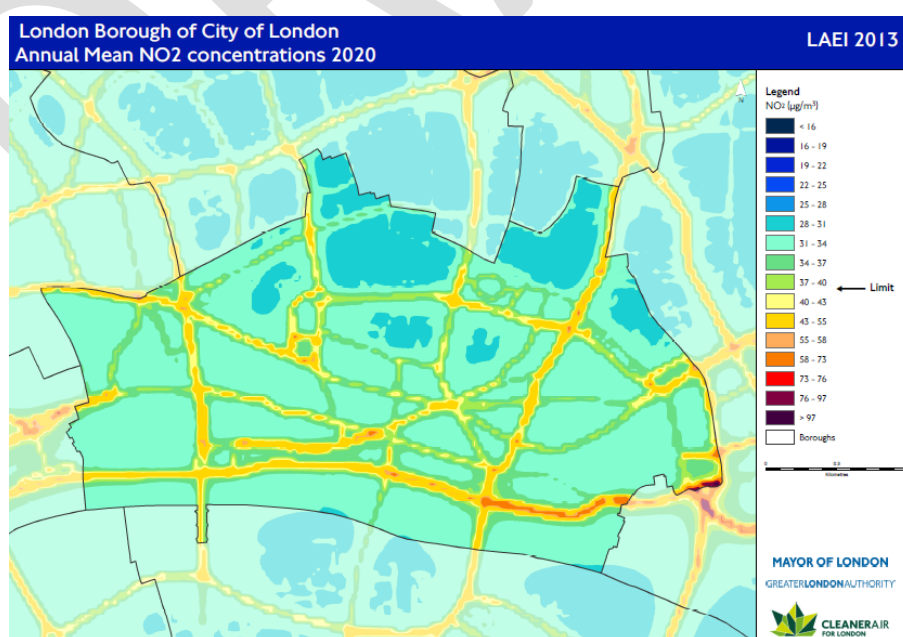 London Borough of City of London
Annual Mean NO2 concentrations 2020
LAEI 2013
N
Legend
NO2 (μg/m³)
< 16
16 - 19
19 - 22
22 - 25
25 - 28
28 - 31
31 - 34
34 - 37
37 - 40
Limit
40 - 43
43 - 55
55 - 58
58 - 73
73 - 76
76 - 97
> 97
Boroughs
Kilometres
MAYOR OF LONDON
GREATERLONDONAUTHORITY
CLEANERAIR
FOR LONDON